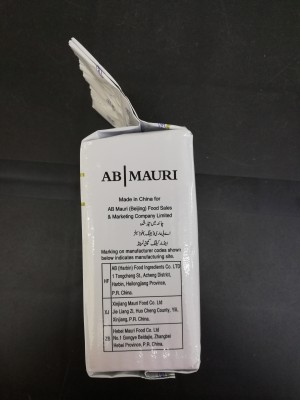 AB|MAURI
Made in China for
AB Mauri (Beijing) Food Sales
& Marketing Company Limited
Marking on manufacturer codes shown
below indicates manufacturing site.
HF AB (Harbin) Food Ingredients Co. LTD
1 Tongcheng St., Acheng District,
Harbin, Heilongjiang Province,
P.R. China.
XJ Xinjiang Mauri Food Co. Ltd
Jie Liang Zi, Huo Cheng County, Yili,
Xinjiang, P.R. China.
Hebei Mauri Food Co. Ltd
No.1 Gongye Beidajie, Zhangbei
Hebei Province, P.R. China.